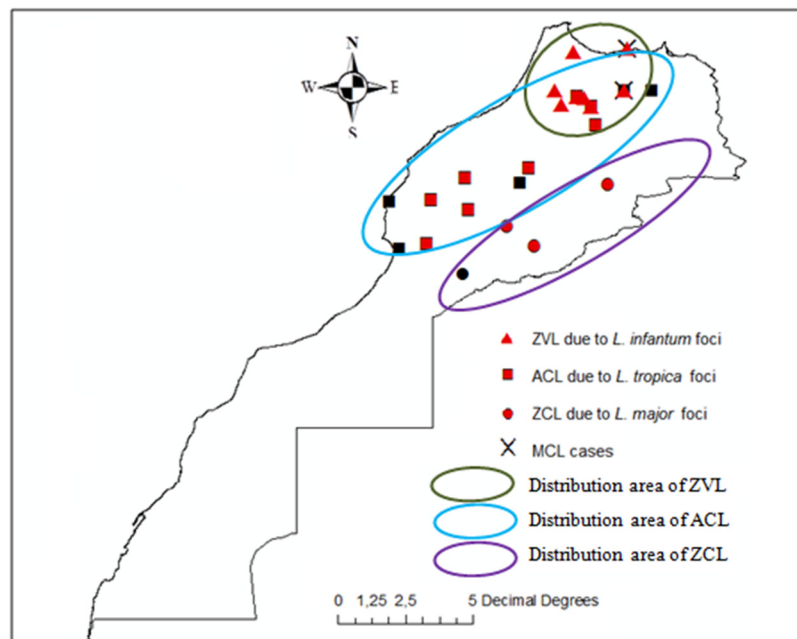 N
W E
S
ZVL due to L. infantum foci
ACL due to L. tropica foci
ZCL due to L. major foci
MCL cases
Distribution area of ZVL
Distribution area of ACL
Distribution area of ZCL
0 1,25 2,5 5 Decimal Degrees